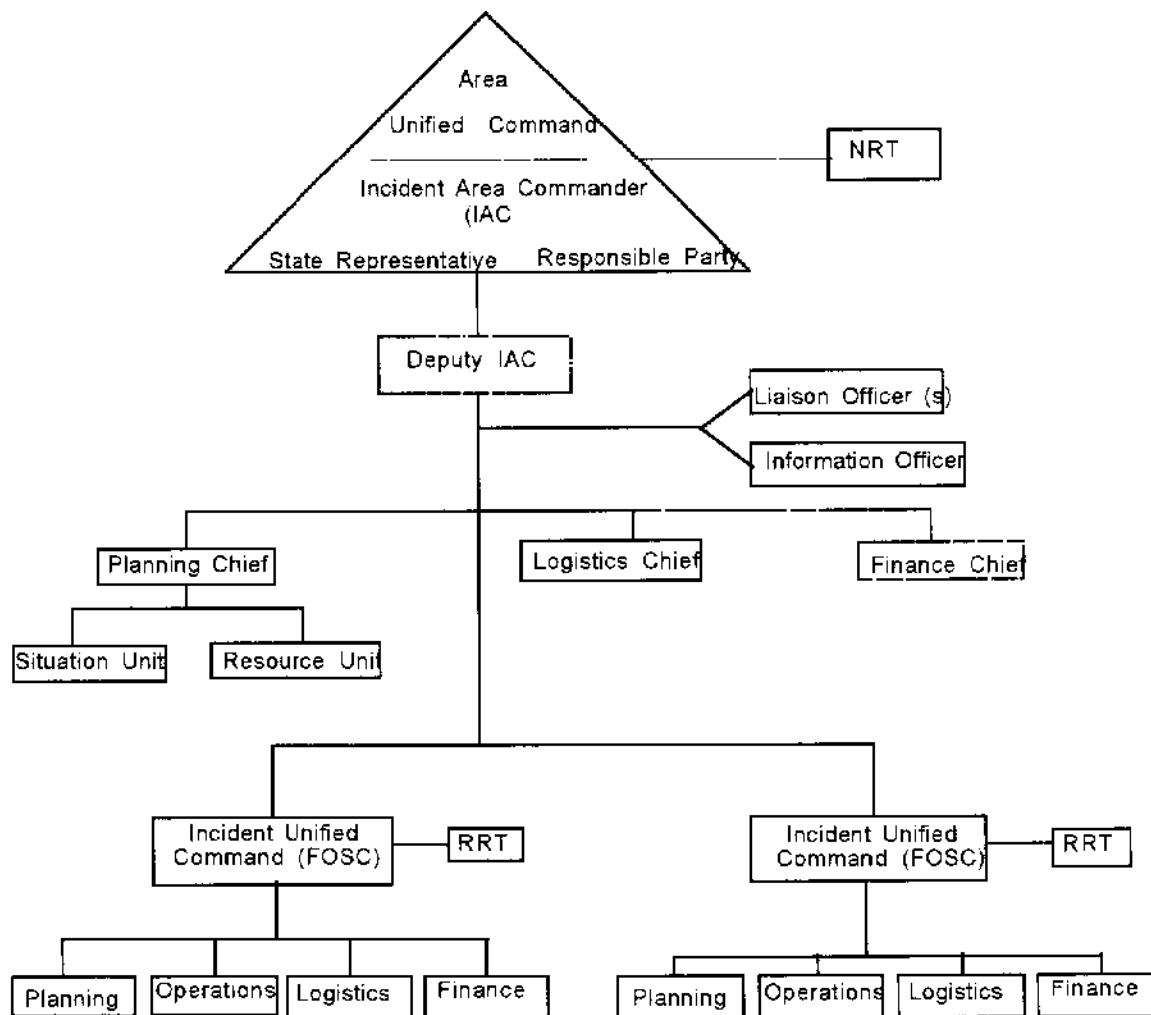 Area
Unified Command
NRT
Incident Area Commander
(IAC
State Representative
Responsible Party
Deputy IAC
Liaison Officer (s)
Information Officer
Planning Chief
Logistics Chief
Finance Chief
Situation Unit
Resource Unit
Incident Unified
Command (FOSC)
RRT
Incident Unified
Command (FOSC)
RRT
Planning
Operations
Logistics
Finance
Planning
Operations
Logistics
Finance